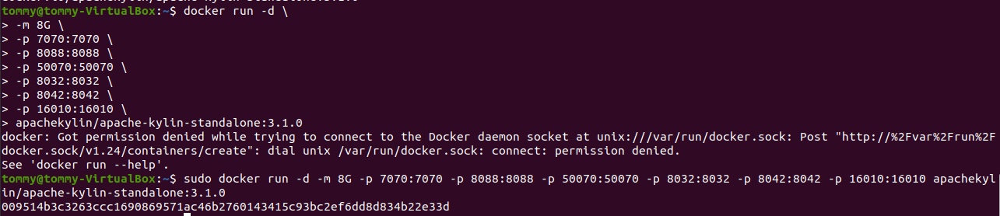 tommy@tommy-VirtualBox:~$ docker run -d \
> -m 8G \
> -p 7070:7070 \
> -p 8088:8088 \
> -p 50070:50070 \
> -p 8032:8032 \
> -p 8042:8042 \
> -p 16010:16010 \
> apachekylin/apache-kylin-standalone:3.1.0
docker: Got permission denied while trying to connect to the Docker daemon socket at unix:///var/run/docker.sock: Post "http://%2Fvar%2Frun%2F
docker.sock/v1.24/containers/create": dial unix /var/run/docker.sock: connect: permission denied.
See 'docker run --help'.
tommy@tommy-VirtualBox:~$ sudo docker run -d -m 8G -p 7070:7070 -p 8088:8088 -p 50070:50070 -p 8032:8032 -p 8042:8042 -p 16010:16010 apachekyl
in/apache-kylin-standalone:3.1.0
009514b3c3263ccc1690869571ac46b2760143415c93bc2ef6dd8d834b22e33d